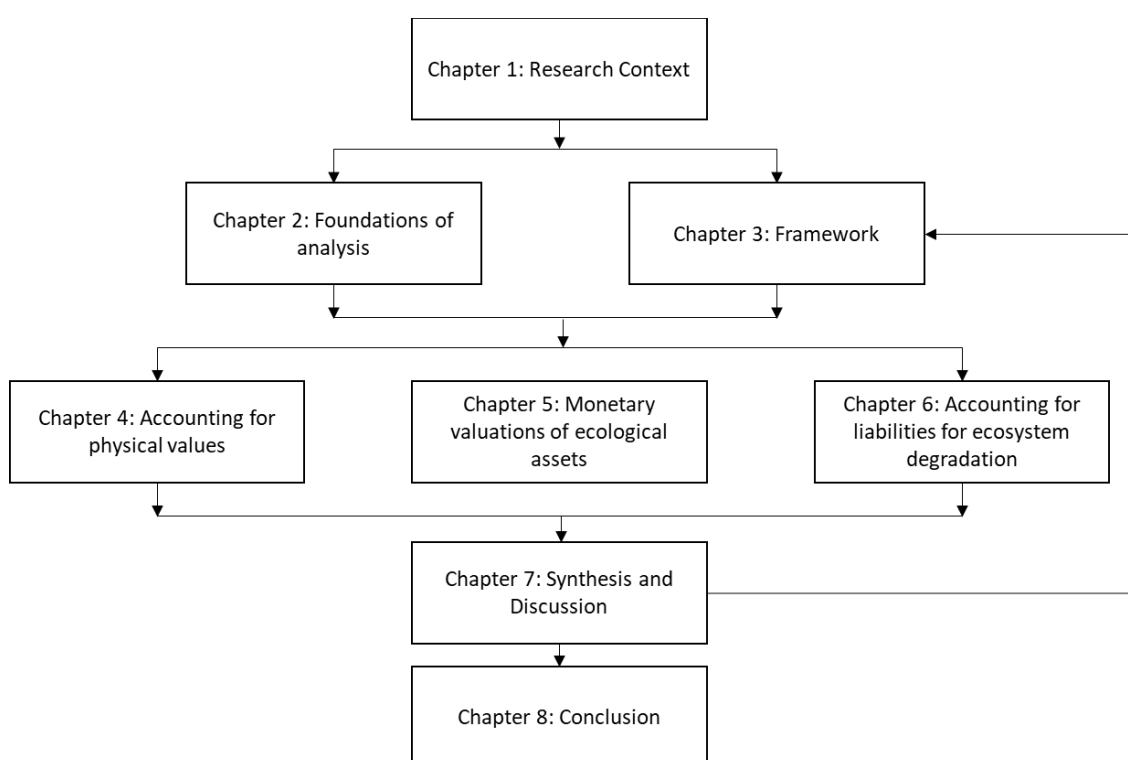 Chapter 1: Research Context
Chapter 2: Foundations of
analysis
Chapter 3: Framework
Chapter 4: Accounting for
physical values
Chapter 5: Monetary
valuations of ecological
assets
Chapter 6: Accounting for
liabilities for ecosystem
degradation
Chapter 7: Synthesis and
Discussion
Chapter 8: Conclusion